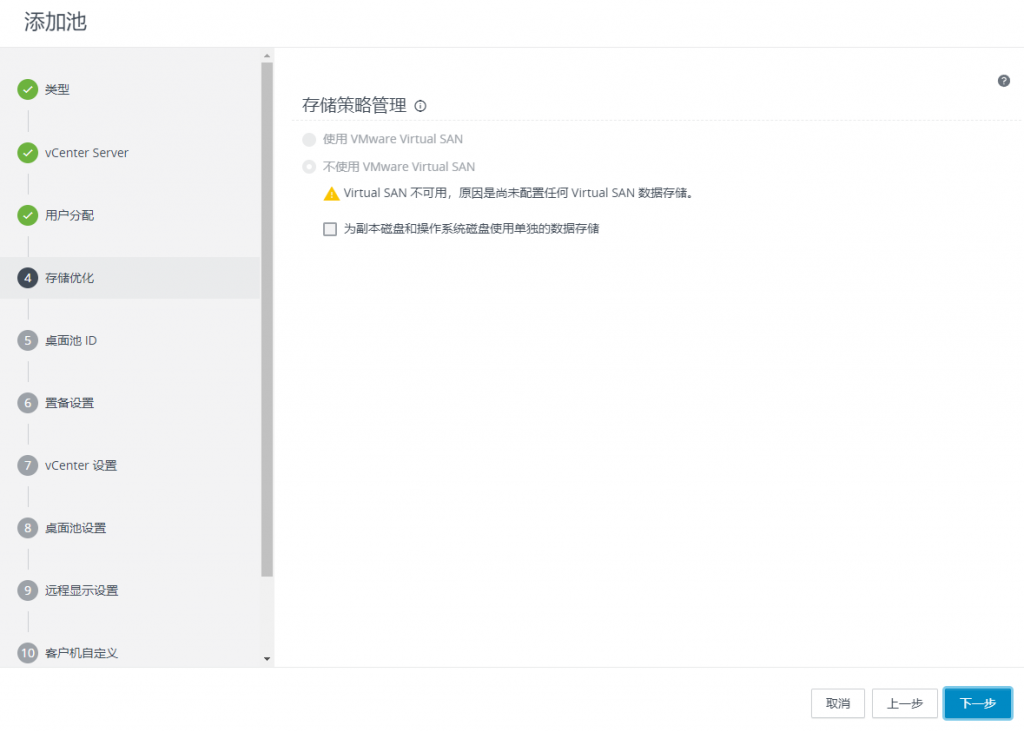 添加池
类型
vCenter Server
用户分配
4 存储优化
5 桌面池 ID
6 置备设置
7 vCenter 设置
8 桌面池设置
9 远程显示设置
10 客户机自定义
?
存储策略管理
使用 VMware Virtual SAN
不使用 VMware Virtual SAN
Virtual SAN 不可用，原因是尚未配置任何 Virtual SAN 数据存储。
为副本磁盘和操作系统磁盘使用单独的数据存储
取消 上一步 下一步